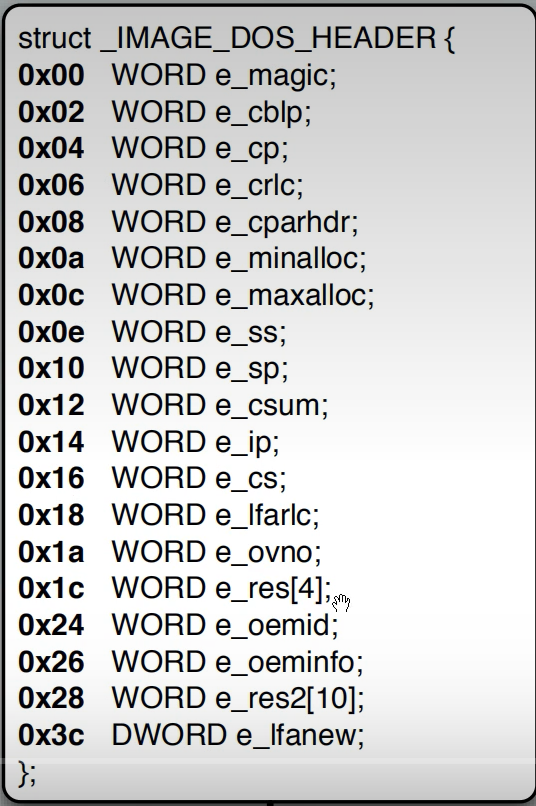 struct _IMAGE_DOS_HEADER {
0x00 WORD e_magic;
0x02 WORD e_cblp;
0x04 WORD e_cp;
0x06 WORD e_crlc;
0x08 WORD e_cparhdr;
0x0a WORD e_minalloc;
0x0c WORD e_maxalloc;
0x0e WORD e_ss;
0x10 WORD e_sp;
0x12 WORD e_csum;
0x14 WORD e_ip;
0x16 WORD e_cs;
0x18 WORD e_lfarlc;
0x1a WORD e_ovno;
0x1c WORD e_res[4];
0x24 WORD e_oemid;
0x26 WORD e_oeminfo;
0x28 WORD e_res2[10];
0x3c DWORD e_lfanew;
};